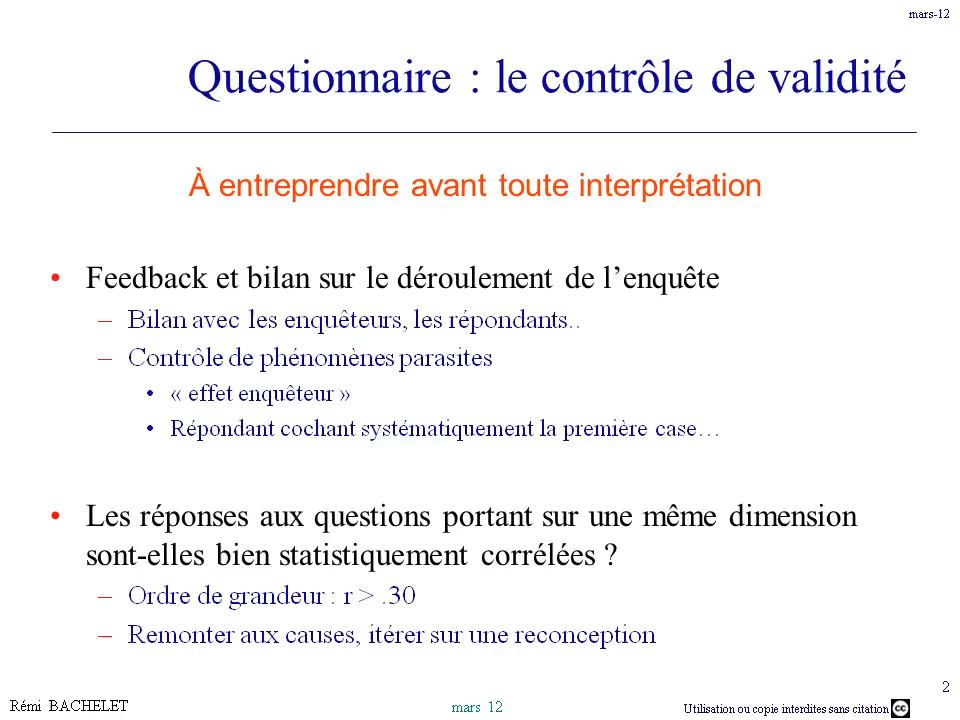 mars-12
Questionnaire : le contrôle de validité
À entreprendre avant toute interprétation
• Feedback et bilan sur le déroulement de l’enquête
– Bilan avec les enquêteurs, les répondants..
– Contrôle de phénomènes parasites
• « effet enquêteur »
• Répondant cochant systématiquement la première case…
• Les réponses aux questions portant sur une même dimension
sont-elles bien statistiquement corrélées ?
– Ordre de grandeur : r > .30
– Remonter aux causes, itérer sur une reconception
2
Rémi BACHELET
mars 12
Utilisation ou copie interdites sans citation
cc